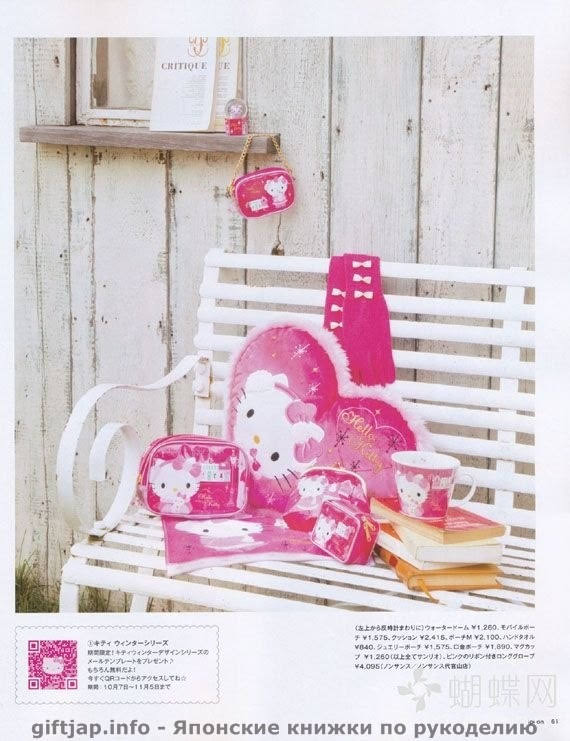 CRITIQUE
Hello
Kitty
①キティ ウィンターシリーズ
期間限定！キティウィンターデザインシリーズの
メールテンプレートをプレゼント♪
もちろん無料だよ！
今すぐQRコードからアクセスしてね☆
期間：10月7日〜11月5日まで
(左上から反時計まわりに)ウォータードーム ¥1,260、モバイルポー
チ ¥1,575、クッション ¥2,415、ポーチM ¥2,100、ハンドタオル
¥840、ジュエリーポーチ ¥1,575、口金ポーチ ¥1,890、マグカッ
プ ¥1,260(以上全てサンリオ)、ピンクのリボン付きロンググローブ
¥4,095(ノンサンス／ノンサンス代官山店)
蝴蝶网
61
giftjap.info - Японские книжки по рукоделию